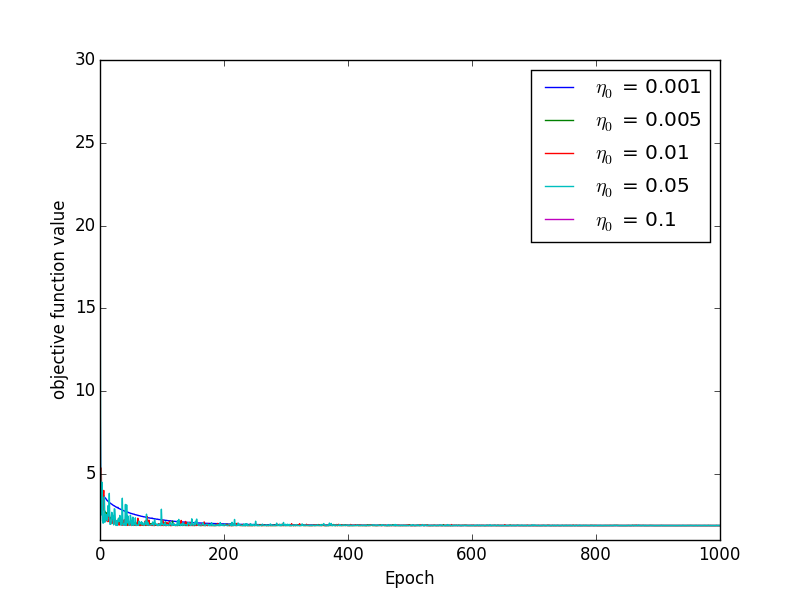 30
25
20
15
10
5
0 200 400 600 800 1000
Epoch
objective function value
η₀ = 0.001
η₀ = 0.005
η₀ = 0.01
η₀ = 0.05
η₀ = 0.1